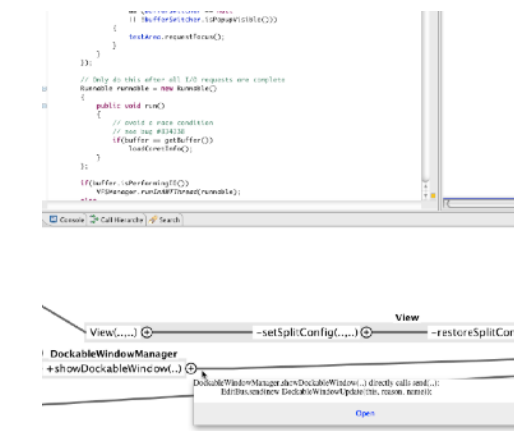 || !bufferSwitcher.isPopupVisible()))
{
textArea.requestFocus();
}
}
});
// Only do this after all I/O requests are complete
Runnable runnable = new Runnable()
{
public void run()
{
// avoid a race condition
// see bug #834338
if(buffer == getBuffer())
loadCaretInfo();
}
};
if(buffer.isPerformingIO())
VFSManager.runInAWTThread(runnable);
else
Console Call Hierarchy Search
View
View(..,..) -setSplitConfig(..,..) -restoreSplitCon
DockableWindowManager
+showDockableWindow(..)
DockableWindowManager.showDockableWindow(..) directly calls send(..):
EditBus.send(new DockableWindowUpdate(this, reason, name));
Open